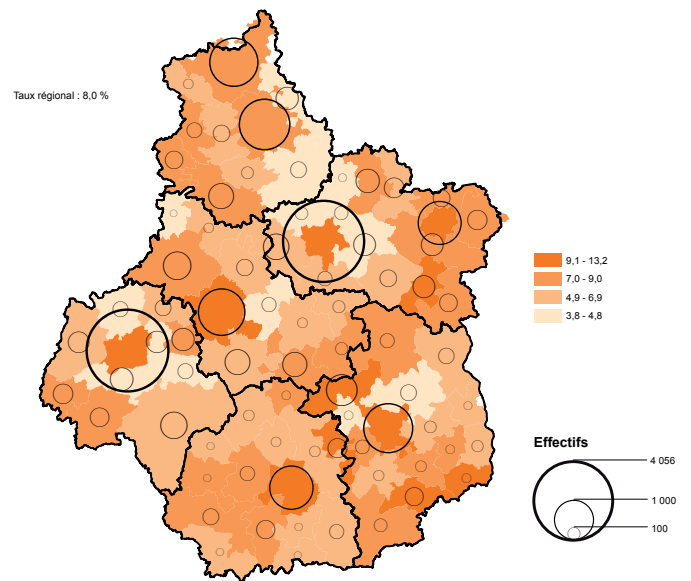 Taux régional : 8,0 %
9,1 - 13,2
7,0 - 9,0
4,9 - 6,9
3,8 - 4,8
Effectifs
4 056
1 000
100